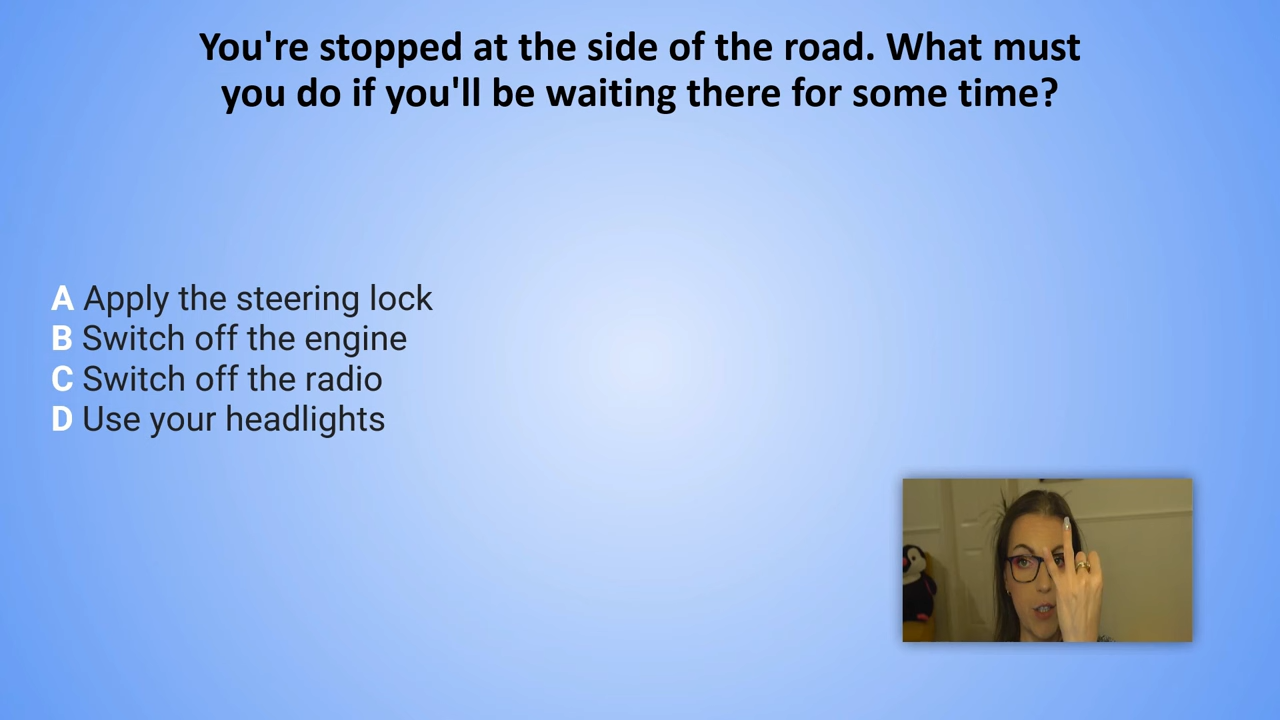 You're stopped at the side of the road. What must
you do if you'll be waiting there for some time?
A Apply the steering lock
B Switch off the engine
C Switch off the radio
D Use your headlights